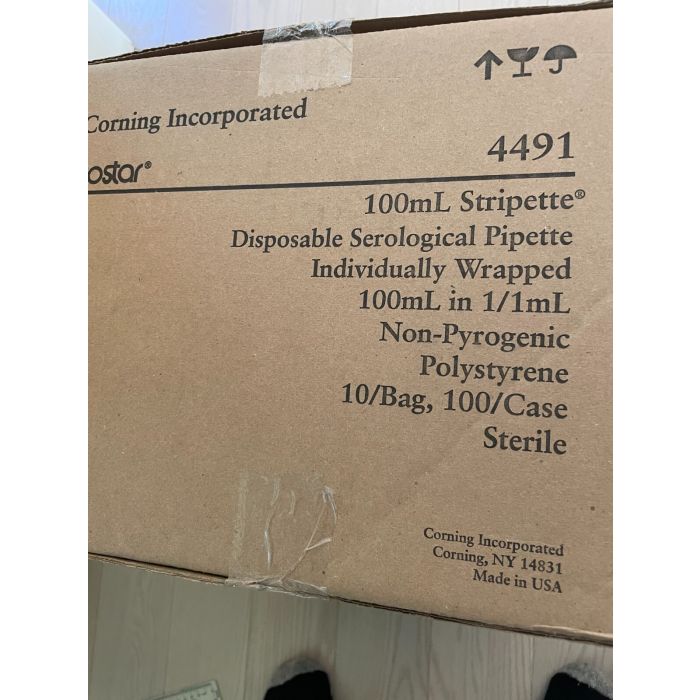 Corning Incorporated
4491
ostar®
100mL Stripette®
Disposable Serological Pipette
Individually Wrapped
100mL in 1/1mL
Non-Pyrogenic
Polystyrene
10/Bag, 100/Case
Sterile
Corning Incorporated
Corning, NY 14831
Made in USA